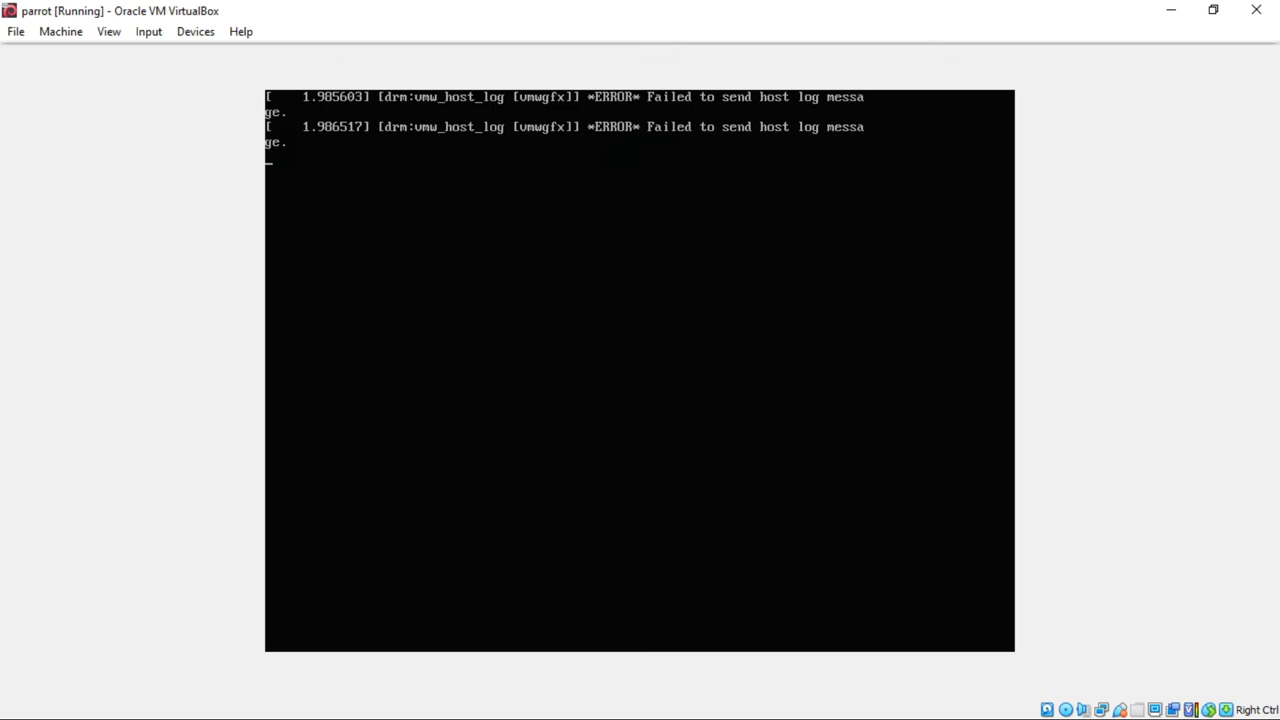 parrot [Running] - Oracle VM VirtualBox
File Machine View Input Devices Help
[    1.985603] [drm:vmw_host_log [vmwgfx]] *ERROR* Failed to send host log messa
ge.
[    1.986517] [drm:vmw_host_log [vmwgfx]] *ERROR* Failed to send host log messa
ge.
Right Ctrl